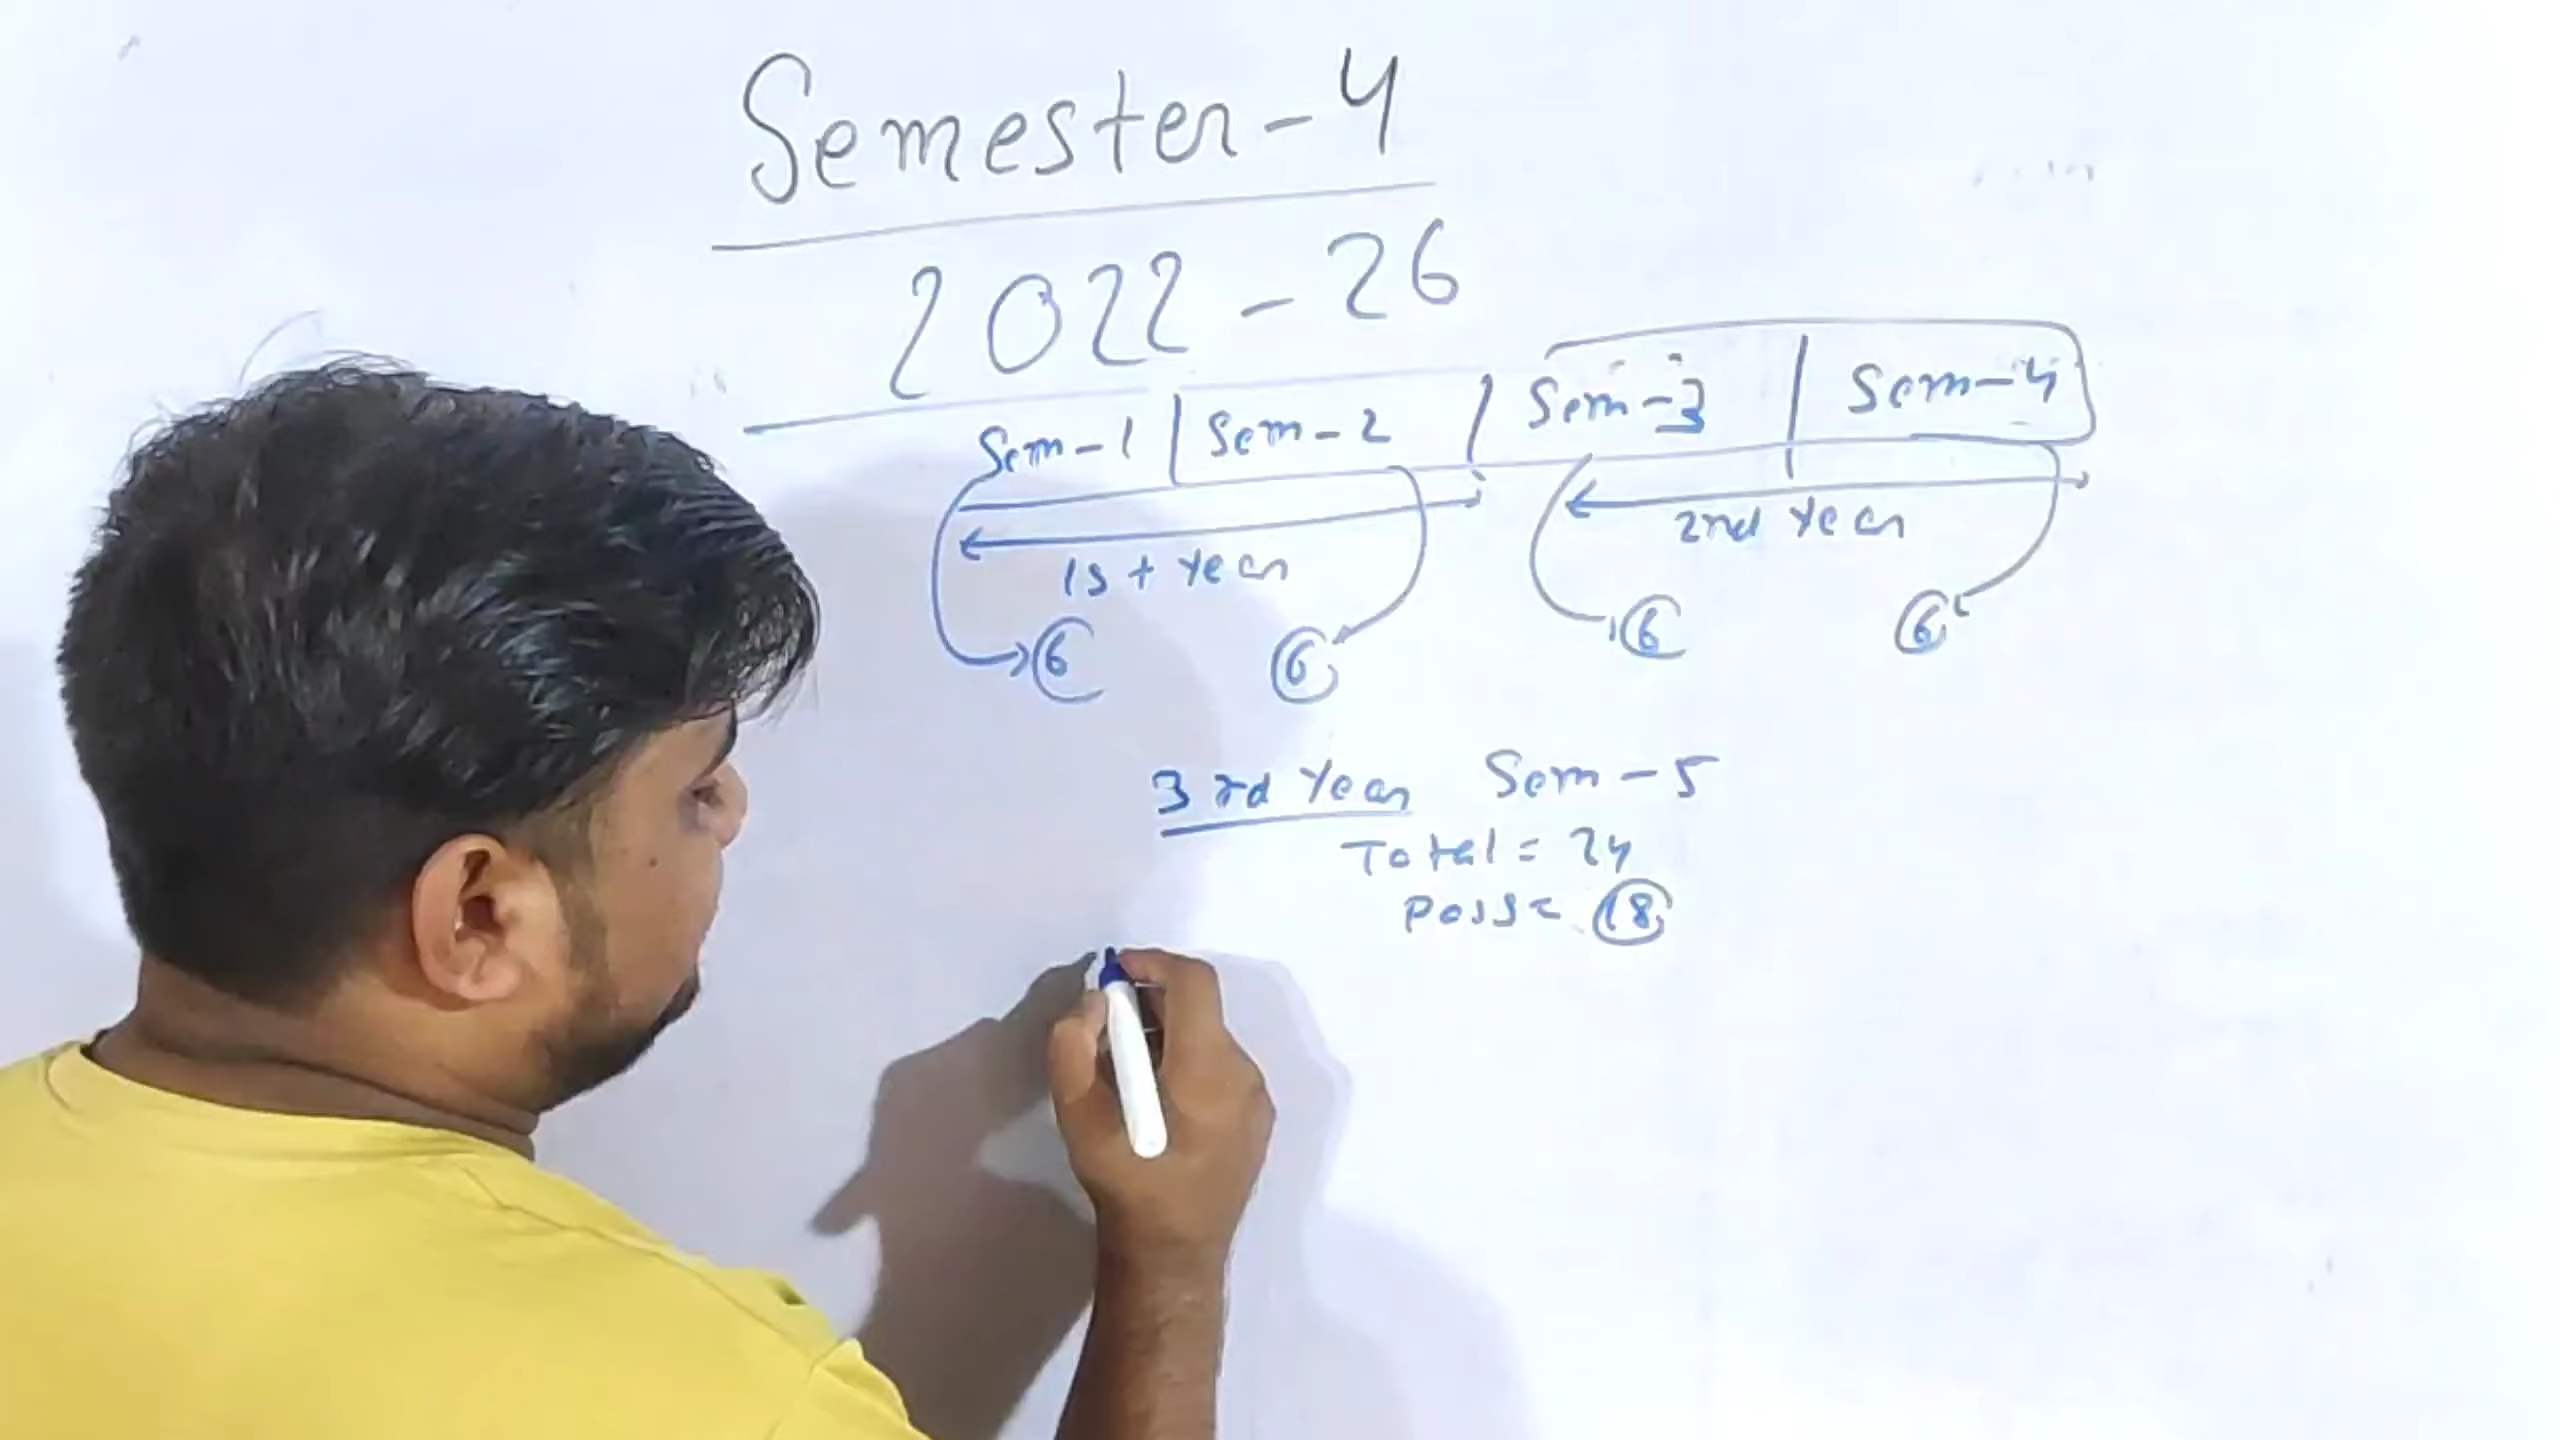 Semester-4
2022-26
Sem-1 | Sem-2 | Sem-3 | Sem-4
1st Year 2nd Year
6 6 6 6
3rd Year Sem-5
Total = 24
Pass= 18